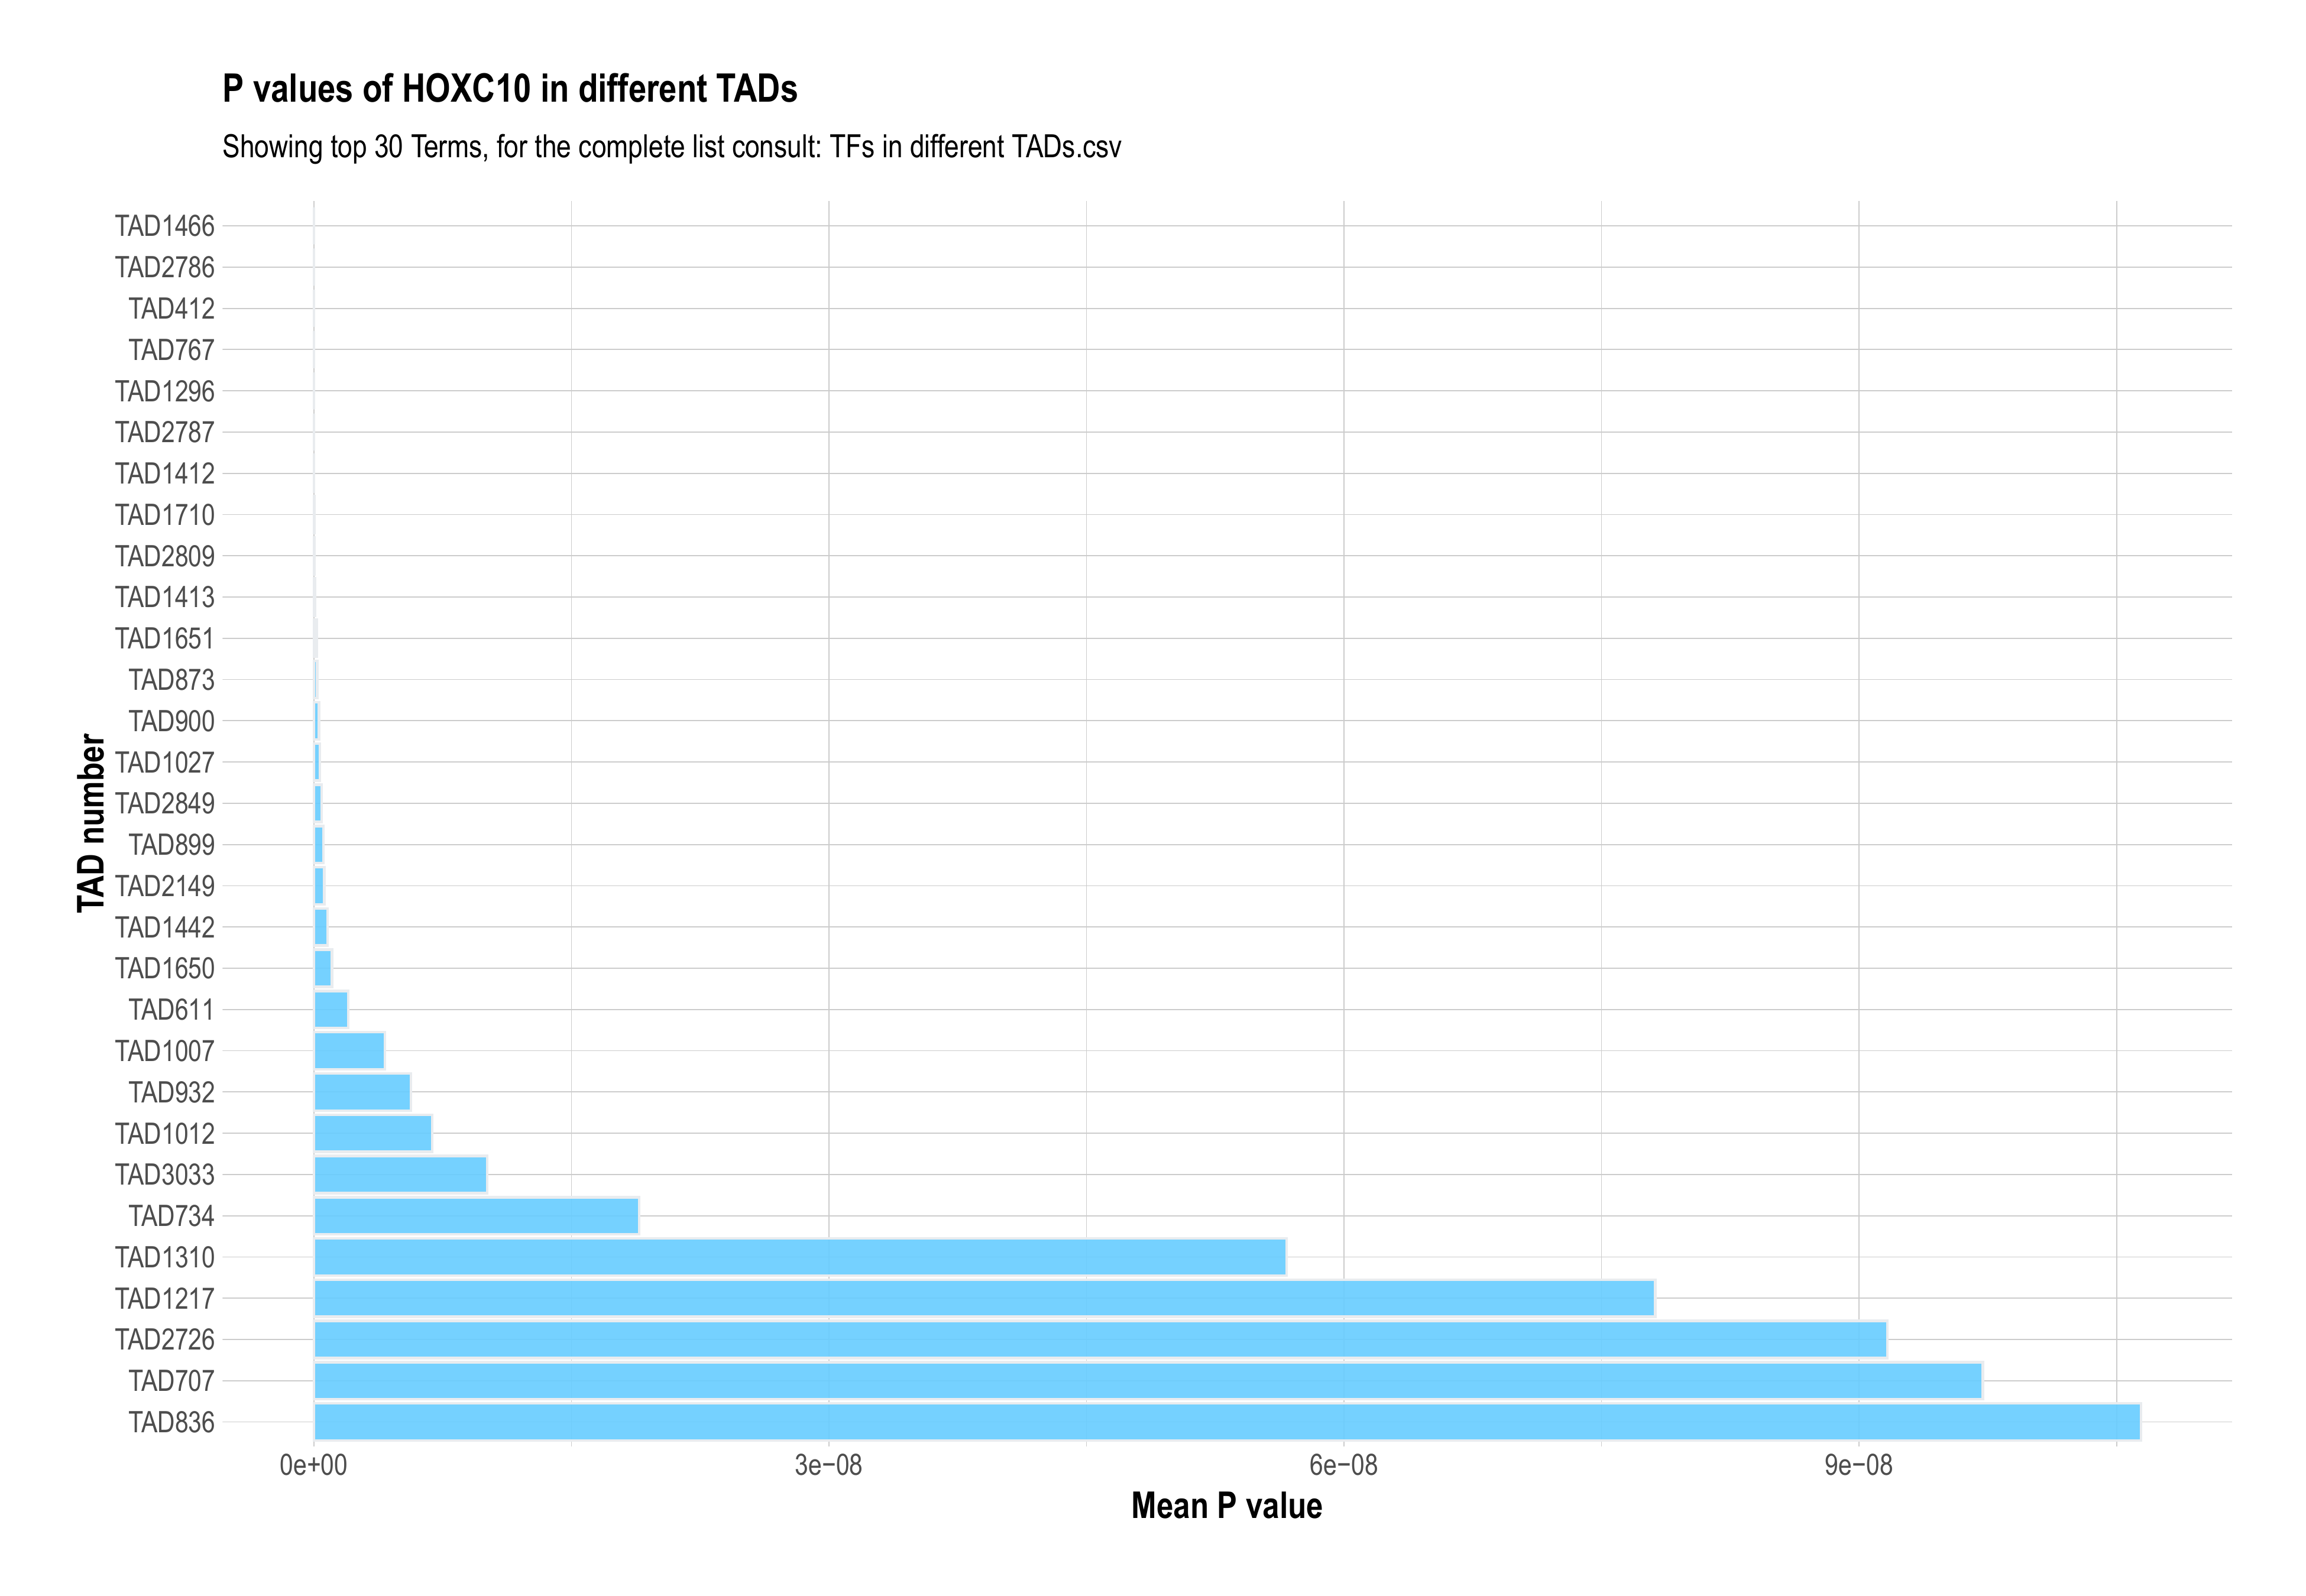 P values of HOXC10 in different TADs
Showing top 30 Terms, for the complete list consult: TFs in different TADs.csv
TAD number
TAD1466
TAD2786
TAD412
TAD767
TAD1296
TAD2787
TAD1412
TAD1710
TAD2809
TAD1413
TAD1651
TAD873
TAD900
TAD1027
TAD2849
TAD899
TAD2149
TAD1442
TAD1650
TAD611
TAD1007
TAD932
TAD1012
TAD3033
TAD734
TAD1310
TAD1217
TAD2726
TAD707
TAD836
0e+00 3e−08 6e−08 9e−08
Mean P value